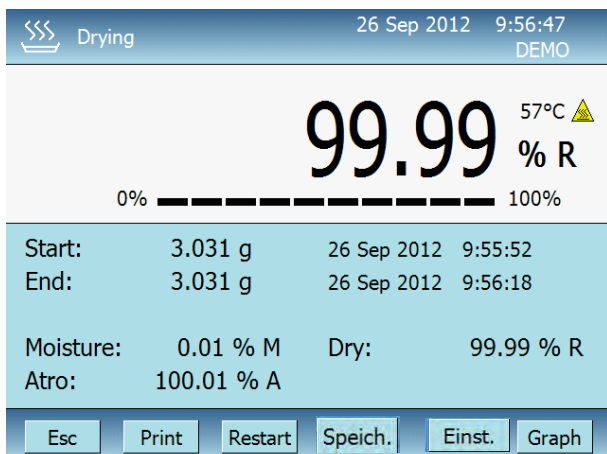 Drying 26 Sep 2012 9:56:47
DEMO
57°C
99.99 % R
0% 100%
Start: 3.031 g 26 Sep 2012 9:55:52
End: 3.031 g 26 Sep 2012 9:56:18
Moisture: 0.01 % M Dry: 99.99 % R
Atro: 100.01 % A
Esc Print Restart Speich. Einst. Graph